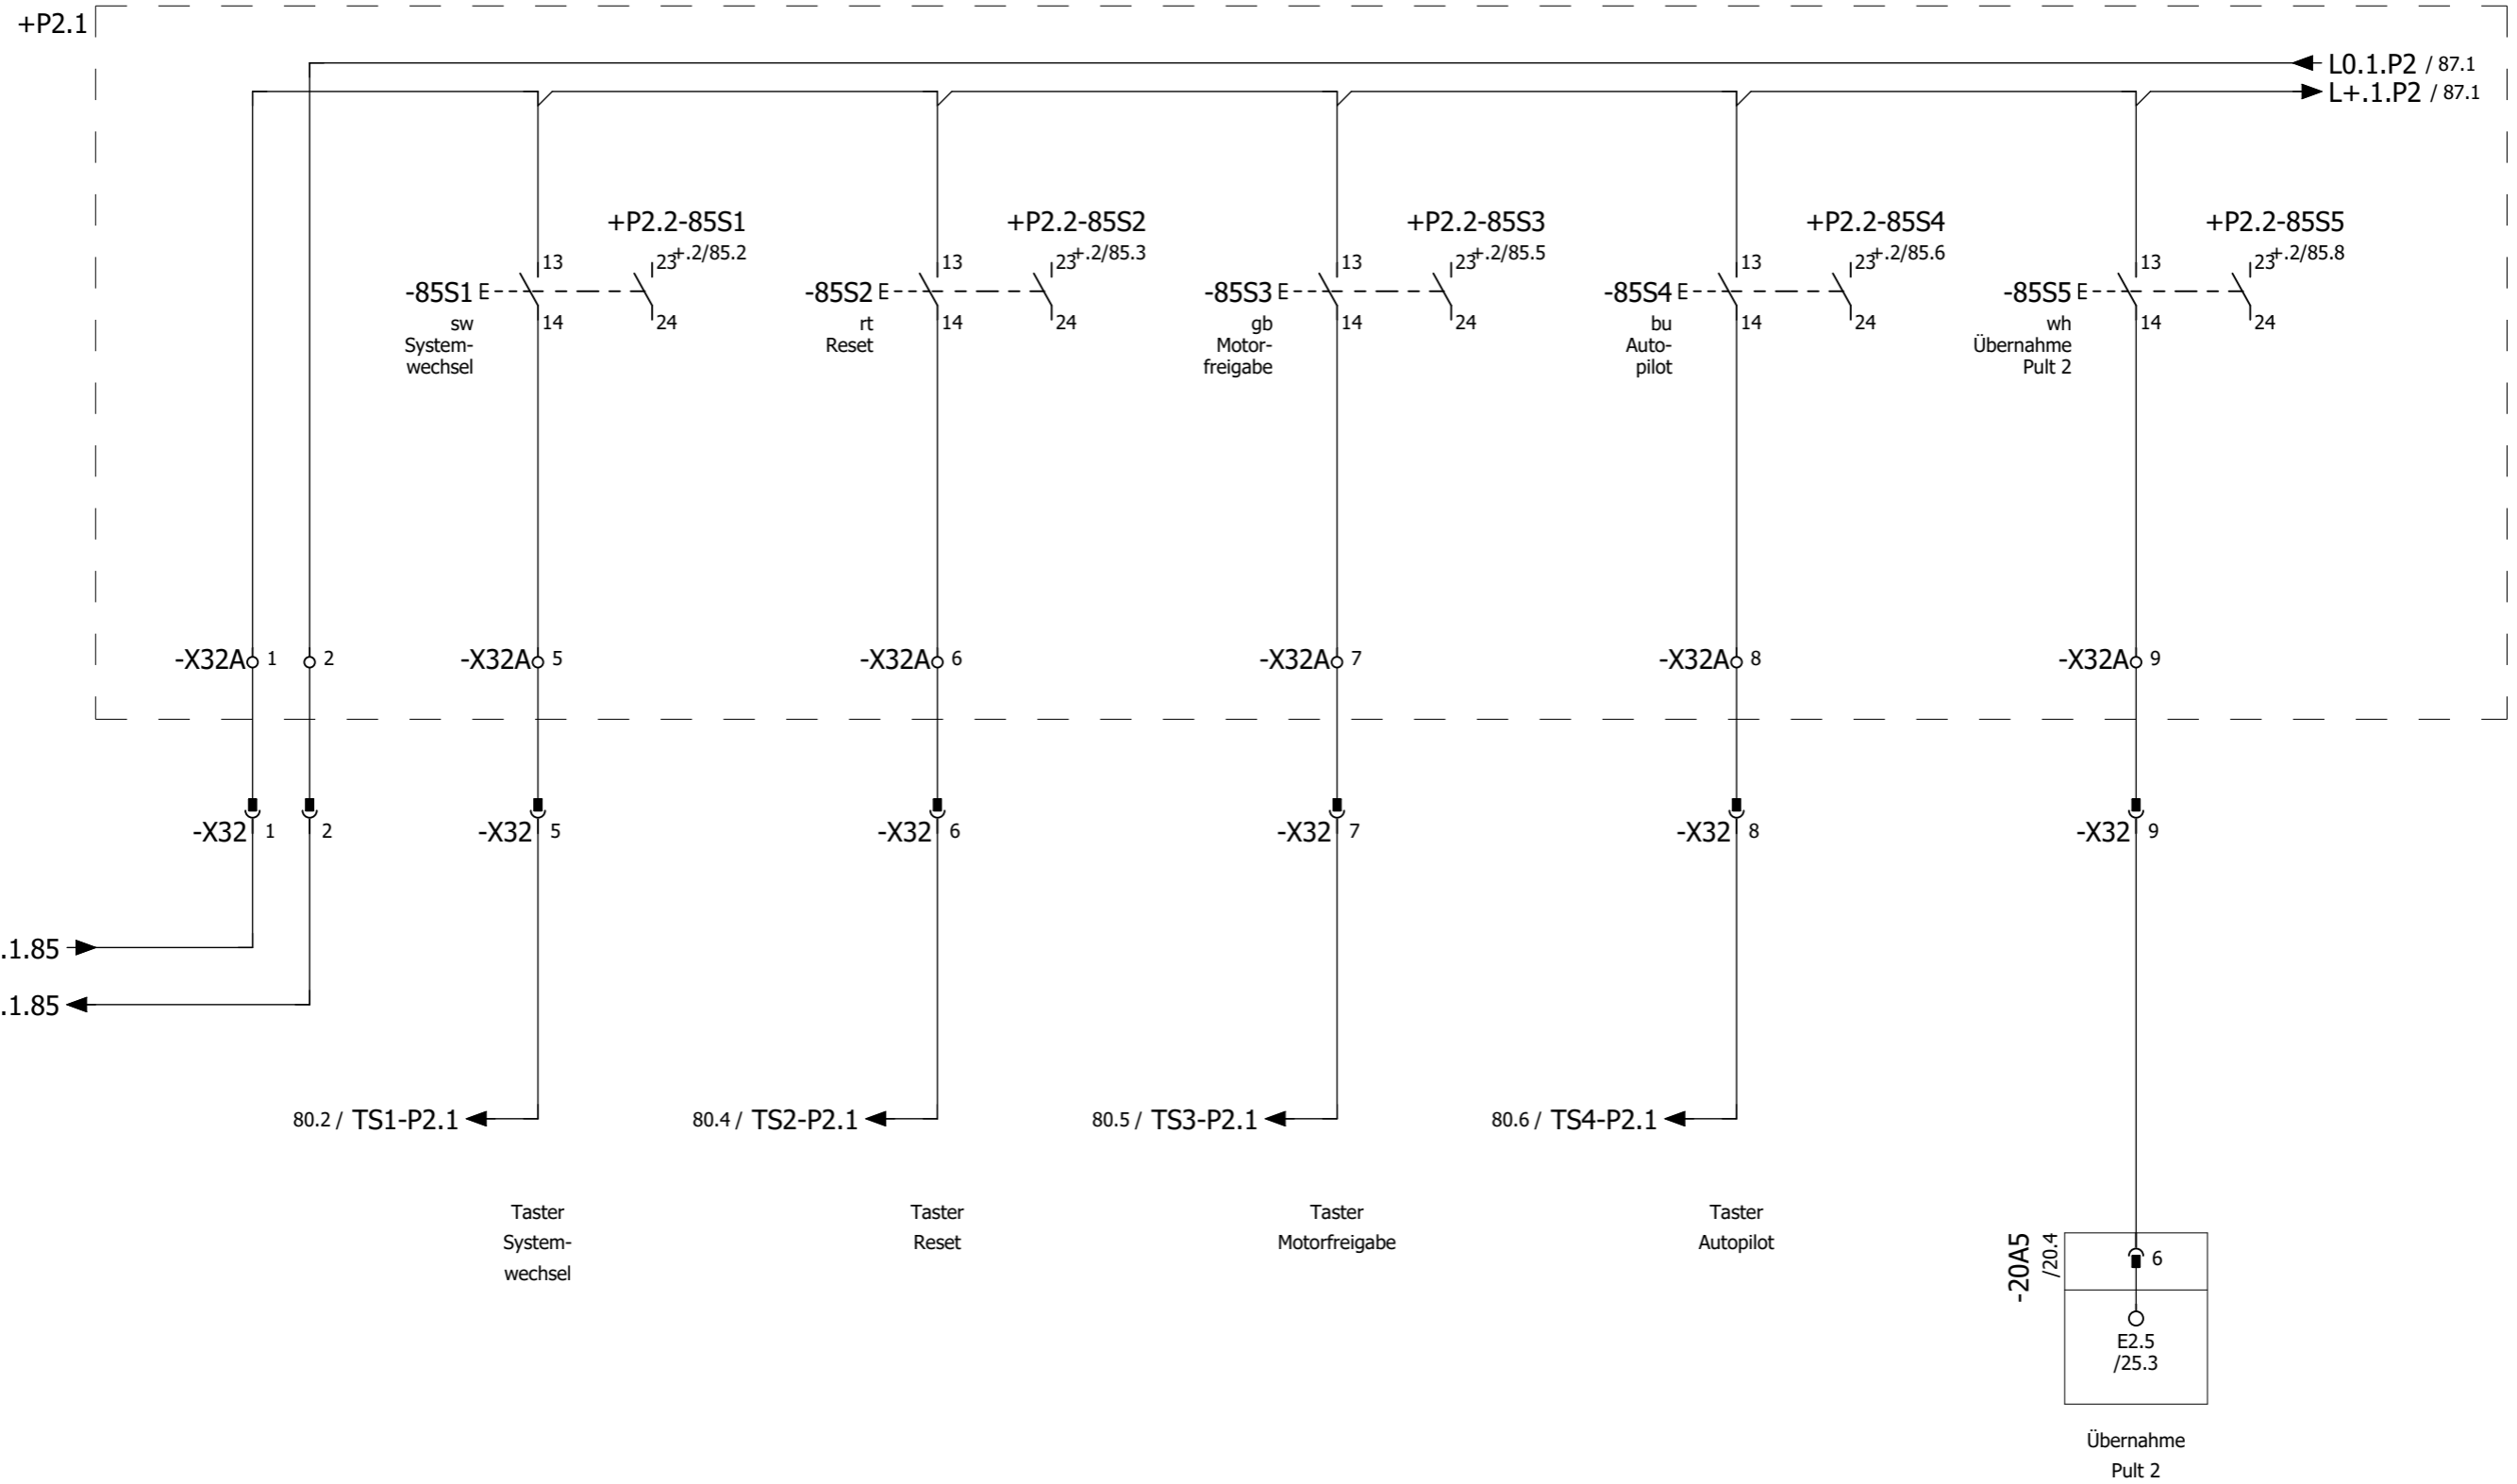 +P2.1
L0.1.P2 / 87.1
L+.1.P2 / 87.1
+P2.2-85S1
+.2/85.2
13
23
-85S1 E
14
24
sw
System-
wechsel
+P2.2-85S2
+.2/85.3
13
23
-85S2 E
14
24
rt
Reset
+P2.2-85S3
+.2/85.5
13
23
-85S3 E
14
24
gb
Motor-
freigabe
+P2.2-85S4
+.2/85.6
13
23
-85S4 E
14
24
bu
Auto-
pilot
+P2.2-85S5
+.2/85.8
13
23
-85S5 E
14
24
wh
Übernahme
Pult 2
-X32A 1 2
-X32A 5
-X32A 6
-X32A 7
-X32A 8
-X32A 9
-X32 1 2
-X32 5
-X32 6
-X32 7
-X32 8
-X32 9
.1.85
.1.85
80.2 / TS1-P2.1
80.4 / TS2-P2.1
80.5 / TS3-P2.1
80.6 / TS4-P2.1
Taster
System-
wechsel
Taster
Reset
Taster
Motorfreigabe
Taster
Autopilot
-20A5
/20.4
6
E2.5
/25.3
Übernahme
Pult 2